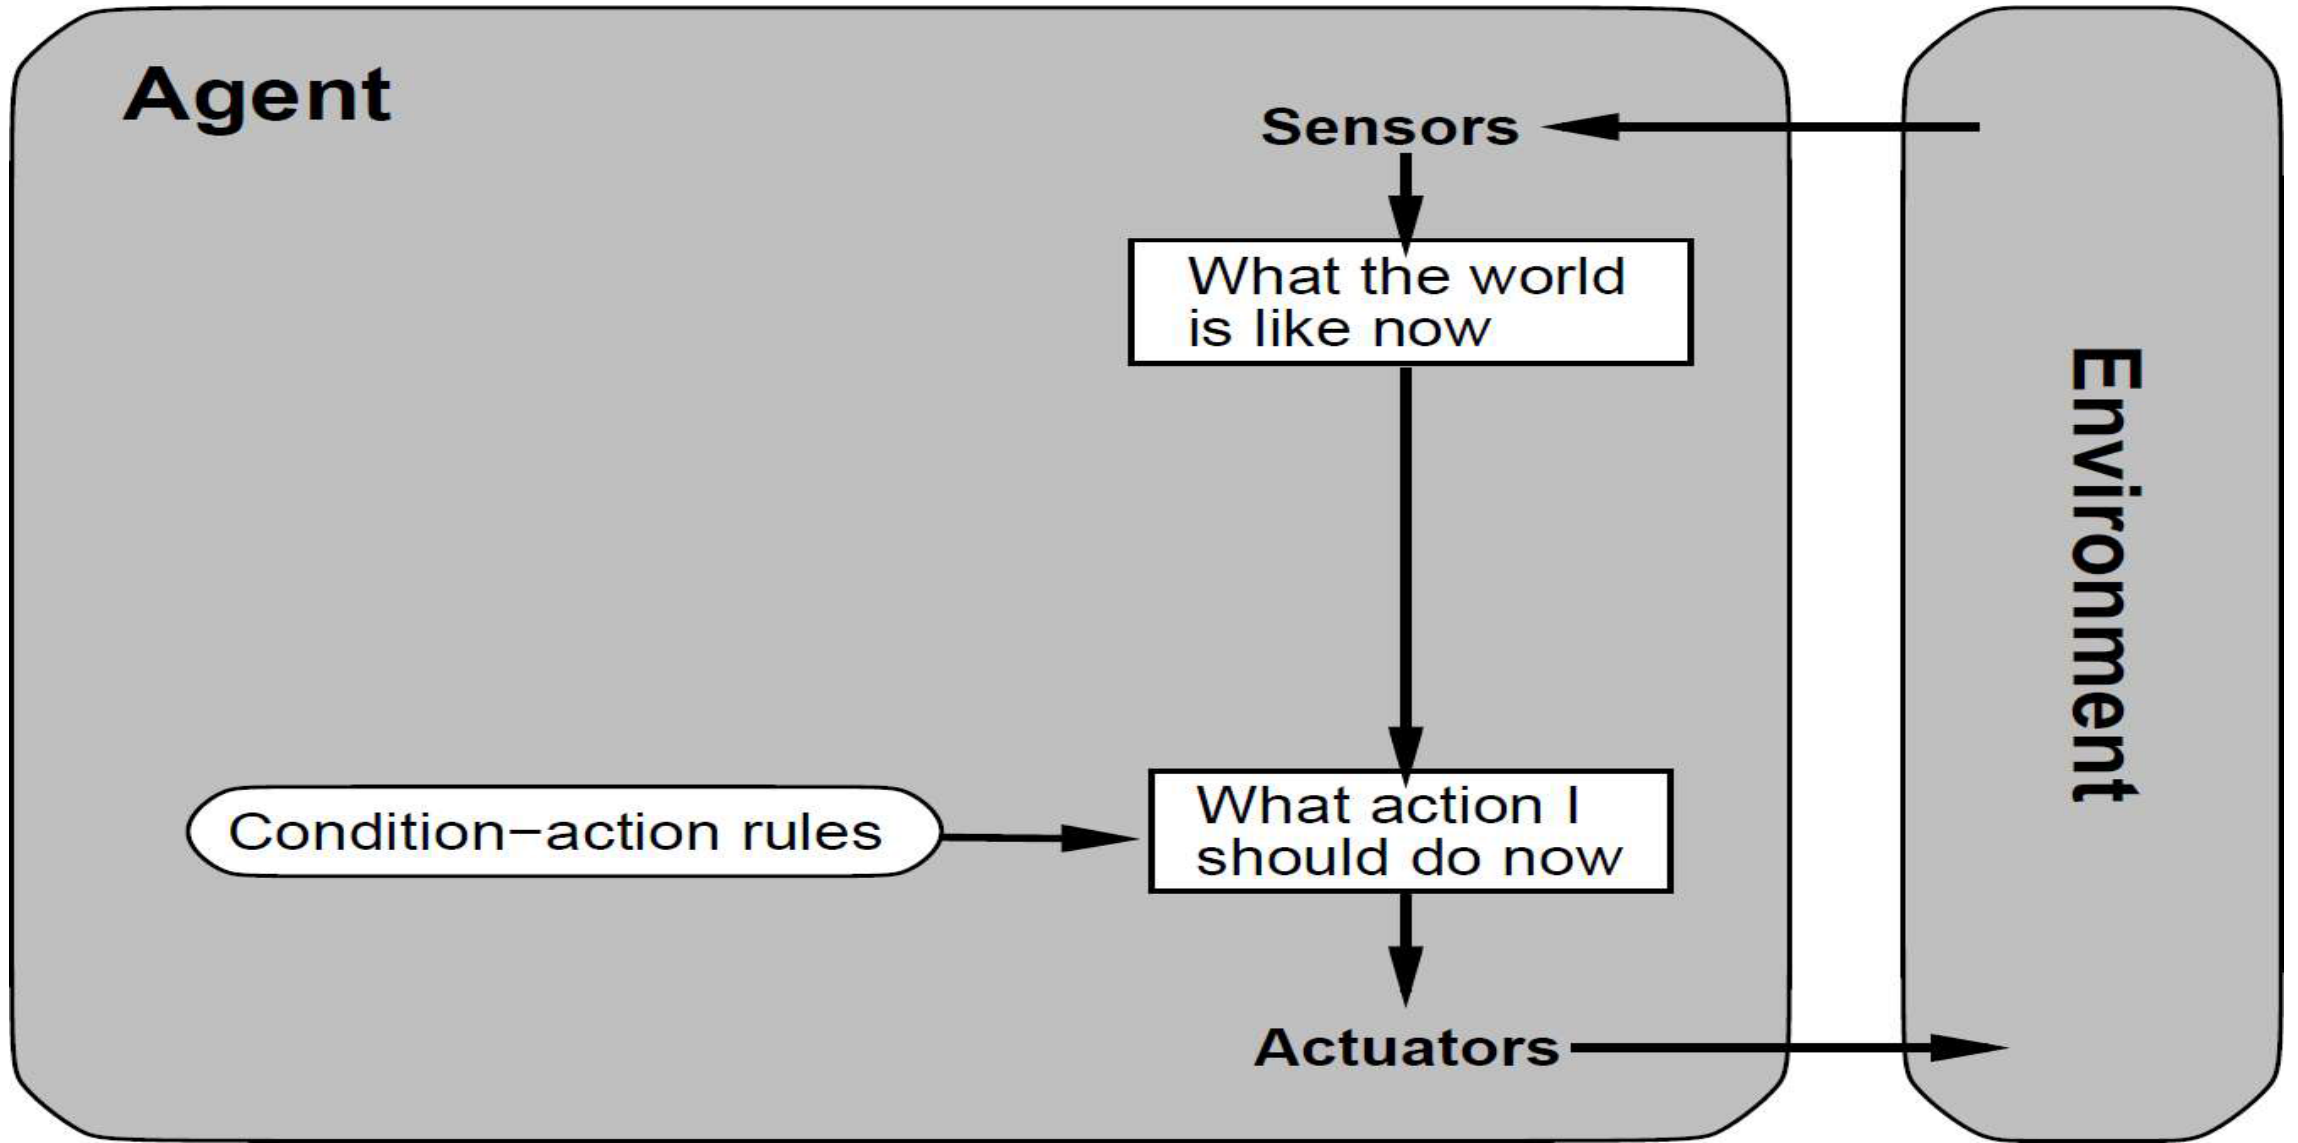 Agent
Sensors
What the world
is like now
Environment
Condition−action rules
What action I
should do now
Actuators